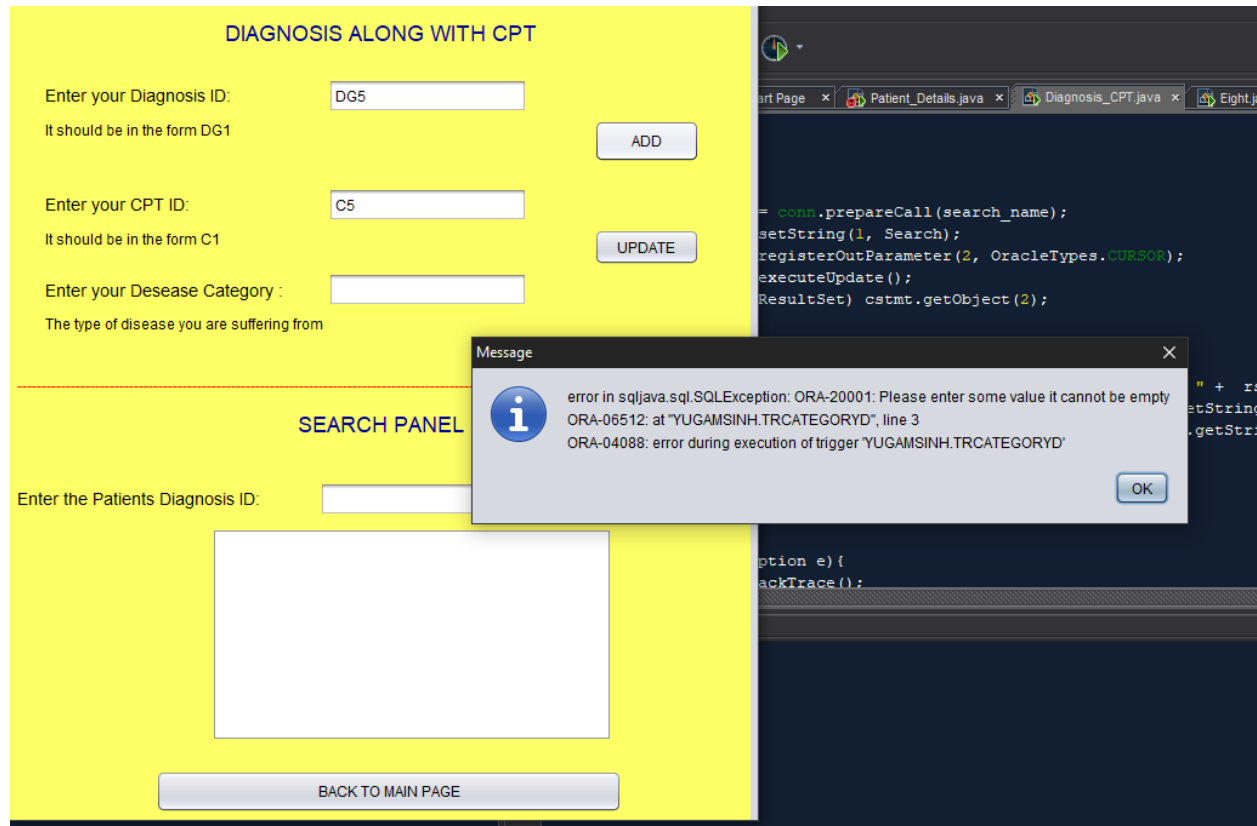 DIAGNOSIS ALONG WITH CPT
Enter your Diagnosis ID: DG5
It should be in the form DG1
ADD
Enter your CPT ID: C5
It should be in the form C1
UPDATE
Enter your Desease Category :
The type of disease you are suffering from
SEARCH PANEL
Enter the Patients Diagnosis ID:
BACK TO MAIN PAGE
Message
error in sqljava.sql.SQLException: ORA-20001: Please enter some value it cannot be empty
ORA-06512: at "YUGAMSINH.TRCATEGORYD", line 3
ORA-04088: error during execution of trigger 'YUGAMSINH.TRCATEGORYD'
OK
art Page × Patient_Details.java × Diagnosis_CPT.java × Eight.j
= conn.prepareCall(search_name);
setString(1, Search);
registerOutParameter(2, OracleTypes.CURSOR);
executeUpdate();
ResultSet) cstmt.getObject(2);
" + rs
etString
.getStri
ption e){
ackTrace();